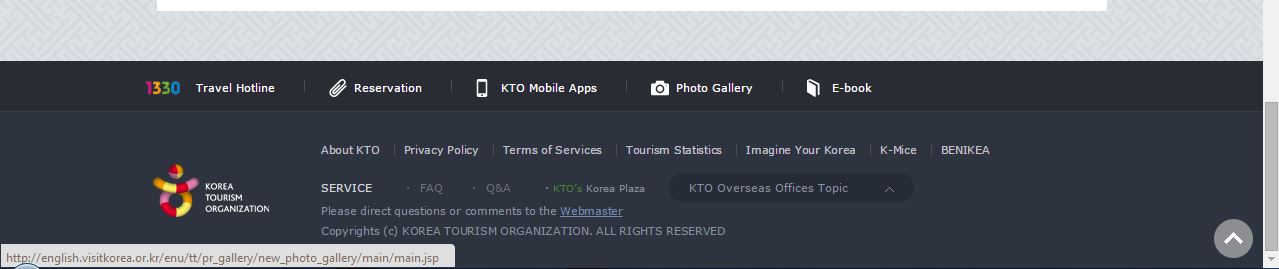 1330 Travel Hotline Reservation KTO Mobile Apps Photo Gallery E-book
About KTO Privacy Policy Terms of Services Tourism Statistics Imagine Your Korea K-Mice BENIKEA
KOREA
TOURISM
ORGANIZATION
SERVICE · FAQ · Q&A · KTO's Korea Plaza KTO Overseas Offices Topic
Please direct questions or comments to the Webmaster
Copyrights (c) KOREA TOURISM ORGANIZATION. ALL RIGHTS RESERVED
http://english.visitkorea.or.kr/enu/tt/pr_gallery/new_photo_gallery/main/main.jsp